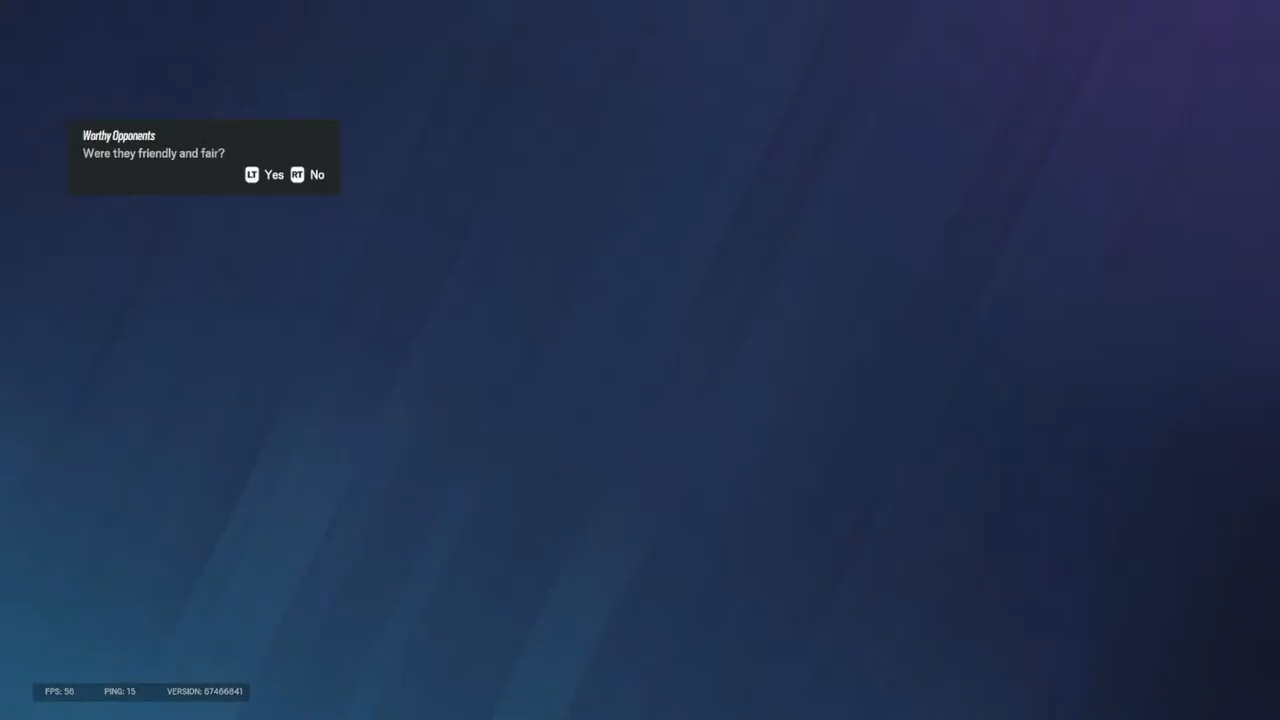 Worthy Opponents
Were they friendly and fair?
LT Yes RT No
FPS: 56 PING: 15 VERSION: 67466841